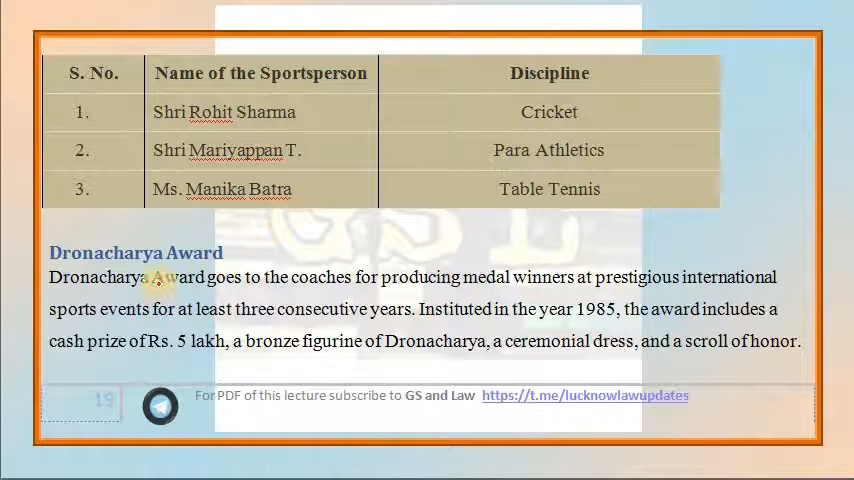 S. No. Name of the Sportsperson Discipline
1. Shri Rohit Sharma Cricket
2. Shri Mariyappan T. Para Athletics
3. Ms. Manika Batra Table Tennis
GSL
Dronacharya Award
Dronacharya Award goes to the coaches for producing medal winners at prestigious international
sports events for at least three consecutive years. Instituted in the year 1985, the award includes a
cash prize of Rs. 5 lakh, a bronze figurine of Dronacharya, a ceremonial dress, and a scroll of honor.
19 For PDF of this lecture subscribe to GS and Law https://t.me/lucknowlawupdates